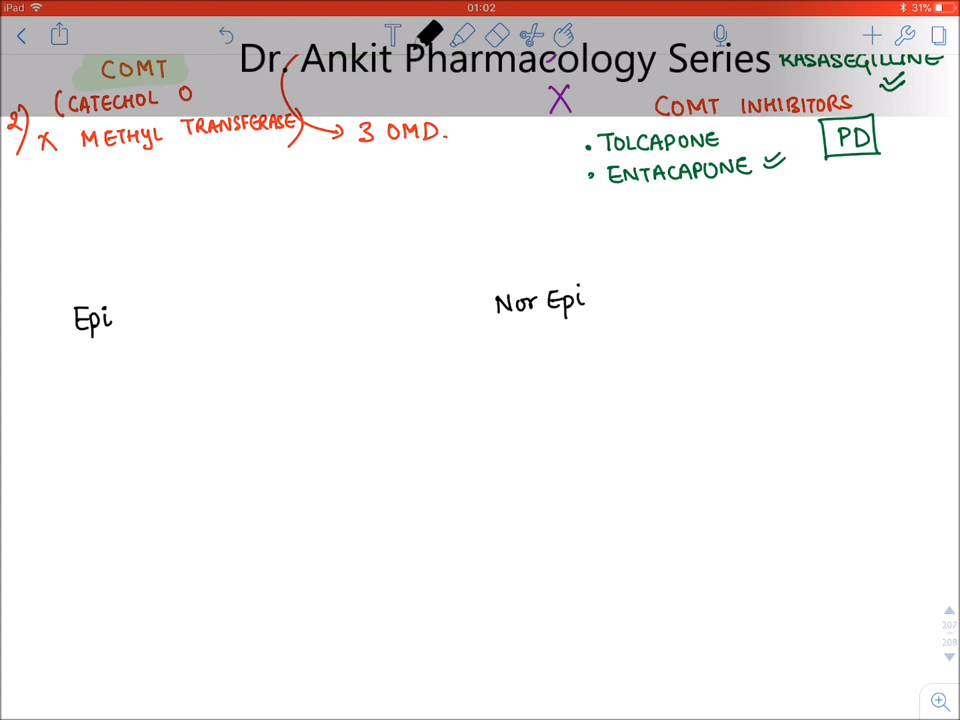 iPad 01:02 31%
Dr. Ankit Pharmacology Series
RASASEGILINE
COMT
2) (CATECHOL O
X METHYL TRANSFERASE) → 3 OMD.
X
COMT INHIBITORS
• TOLCAPONE
PD
• ENTACAPONE
Epi
Nor Epi
T
207
208